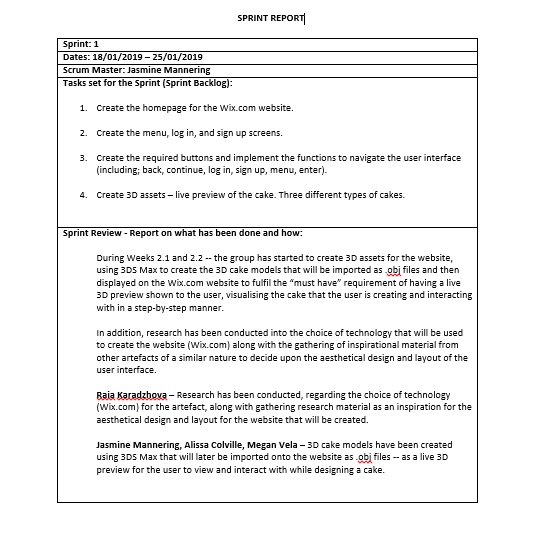 SPRINT REPORT
Sprint: 1
Dates: 18/01/2019 – 25/01/2019
Scrum Master: Jasmine Mannering
Tasks set for the Sprint (Sprint Backlog):
1. Create the homepage for the Wix.com website.
2. Create the menu, log in, and sign up screens.
3. Create the required buttons and implement the functions to navigate the user interface
(including; back, continue, log in, sign up, menu, enter).
4. Create 3D assets – live preview of the cake. Three different types of cakes.
Sprint Review - Report on what has been done and how:
During Weeks 2.1 and 2.2 -- the group has started to create 3D assets for the website,
using 3DS Max to create the 3D cake models that will be imported as .obj files and then
displayed on the Wix.com website to fulfil the “must have” requirement of having a live
3D preview shown to the user, visualising the cake that the user is creating and interacting
with in a step-by-step manner.
In addition, research has been conducted into the choice of technology that will be used
to create the website (Wix.com) along with the gathering of inspirational material from
other artefacts of a similar nature to decide upon the aesthetical design and layout of the
user interface.
Raia Karadzhova – Research has been conducted, regarding the choice of technology
(Wix.com) for the artefact, along with gathering research material as an inspiration for the
aesthetical design and layout for the website that will be created.
Jasmine Mannering, Alissa Colville, Megan Vela – 3D cake models have been created
using 3DS Max that will later be imported onto the website as .obj files -- as a live 3D
preview for the user to view and interact with while designing a cake.